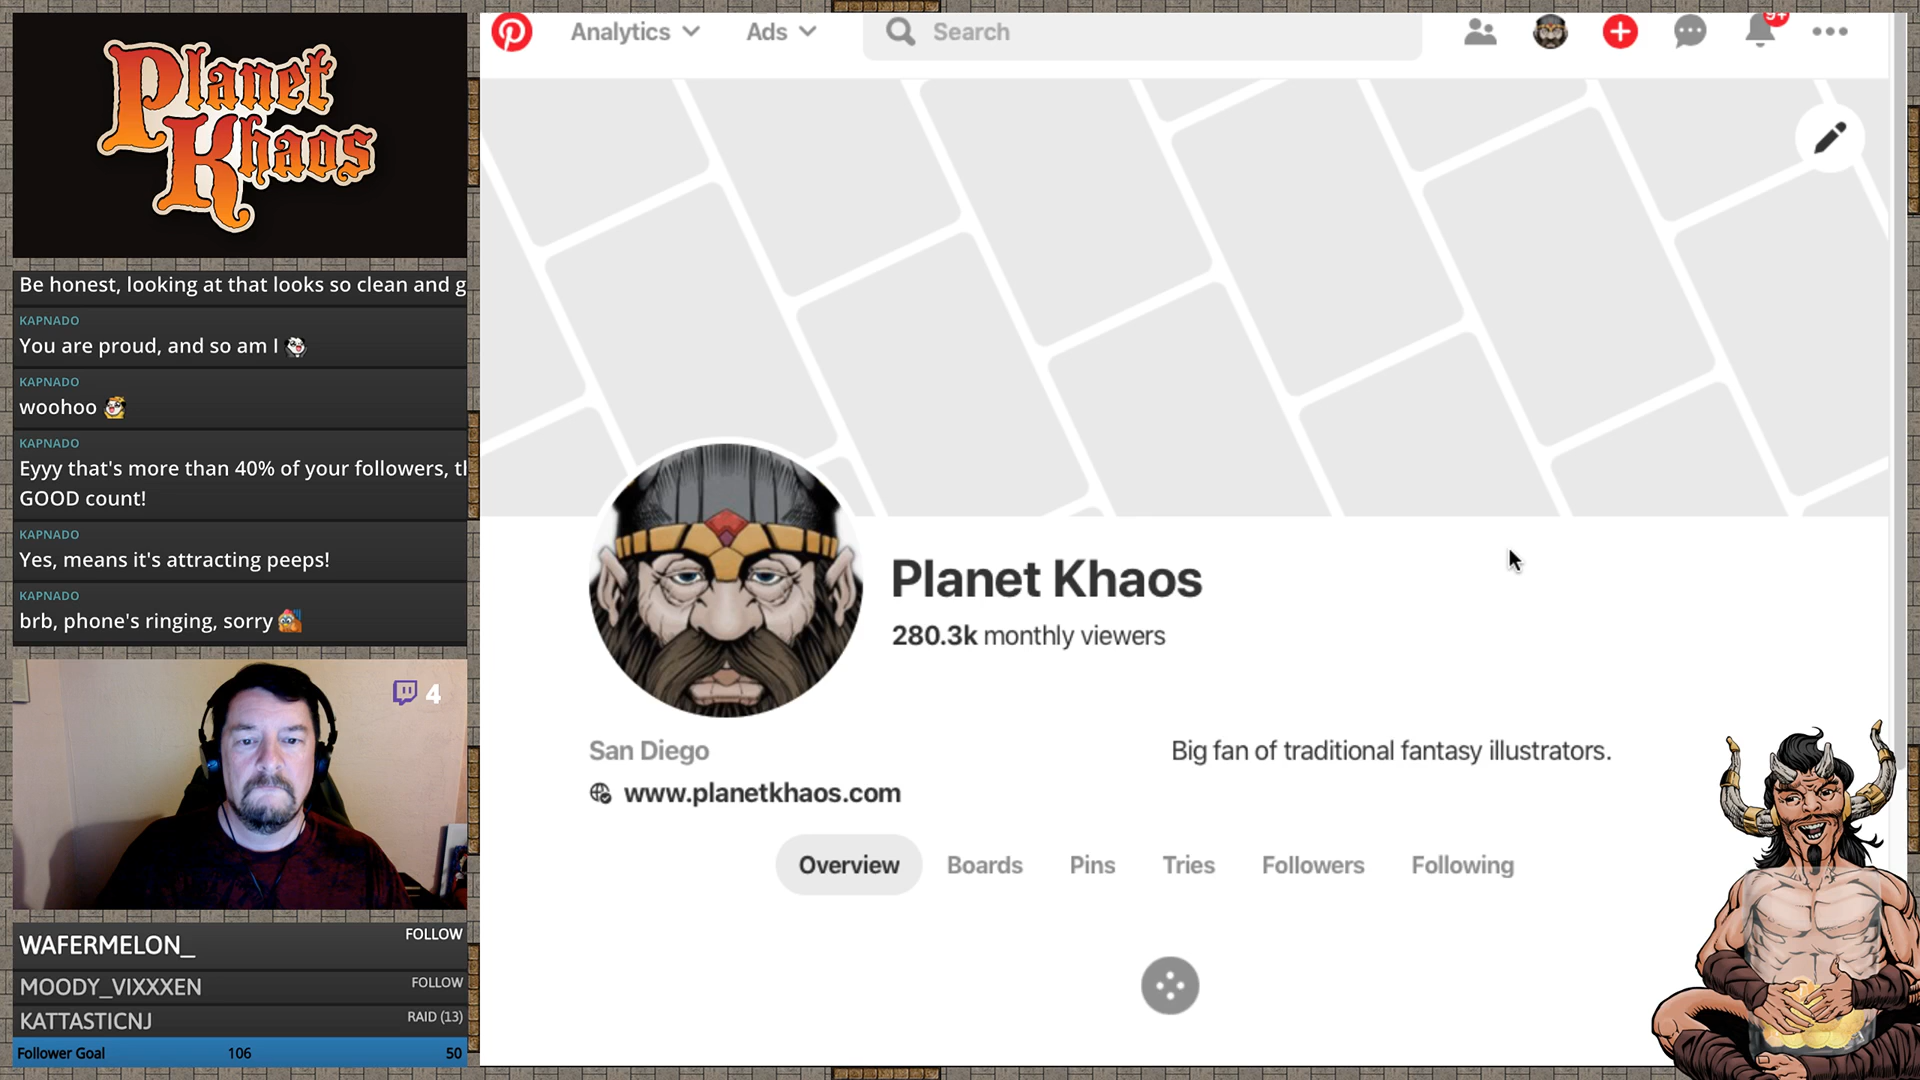 Planet
Khaos
Be honest, looking at that looks so clean and g
KAPNADO
You are proud, and so am I
KAPNADO
woohoo
KAPNADO
Eyyy that's more than 40% of your followers, tl
GOOD count!
KAPNADO
Yes, means it's attracting peeps!
KAPNADO
brb, phone's ringing, sorry
4
WAFERMELON_ FOLLOW
MOODY_VIXXXEN FOLLOW
KATTASTICNJ RAID (13)
Follower Goal 106 50
Analytics Ads Search 9+
Planet Khaos
280.3k monthly viewers
San Diego
Big fan of traditional fantasy illustrators.
www.planetkhaos.com
Overview Boards Pins Tries Followers Following